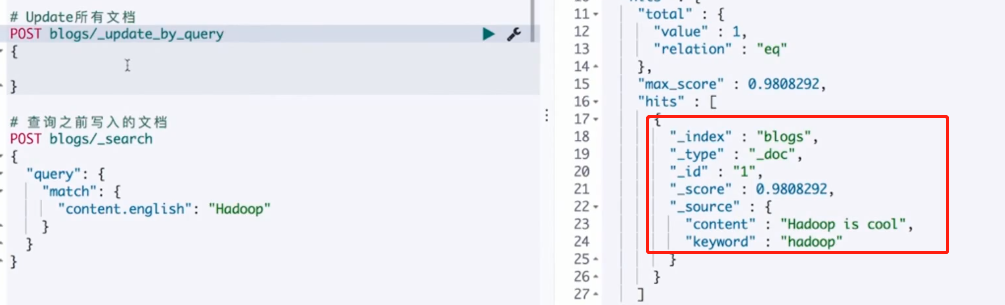 # Update所有文档
POST blogs/_update_by_query
{
}
# 查询之前写入的文档
POST blogs/_search
{
"query": {
"match": {
"content.english": "Hadoop"
}
}
}
11 "total" : {
12 "value" : 1,
13 "relation" : "eq"
14 },
15 "max_score" : 0.9808292,
16 "hits" : [
17 {
18 "_index" : "blogs",
19 "_type" : "_doc",
20 "_id" : "1",
21 "_score" : 0.9808292,
22 "_source" : {
23 "content" : "Hadoop is cool",
24 "keyword" : "hadoop"
25 }
26 }
27 ]